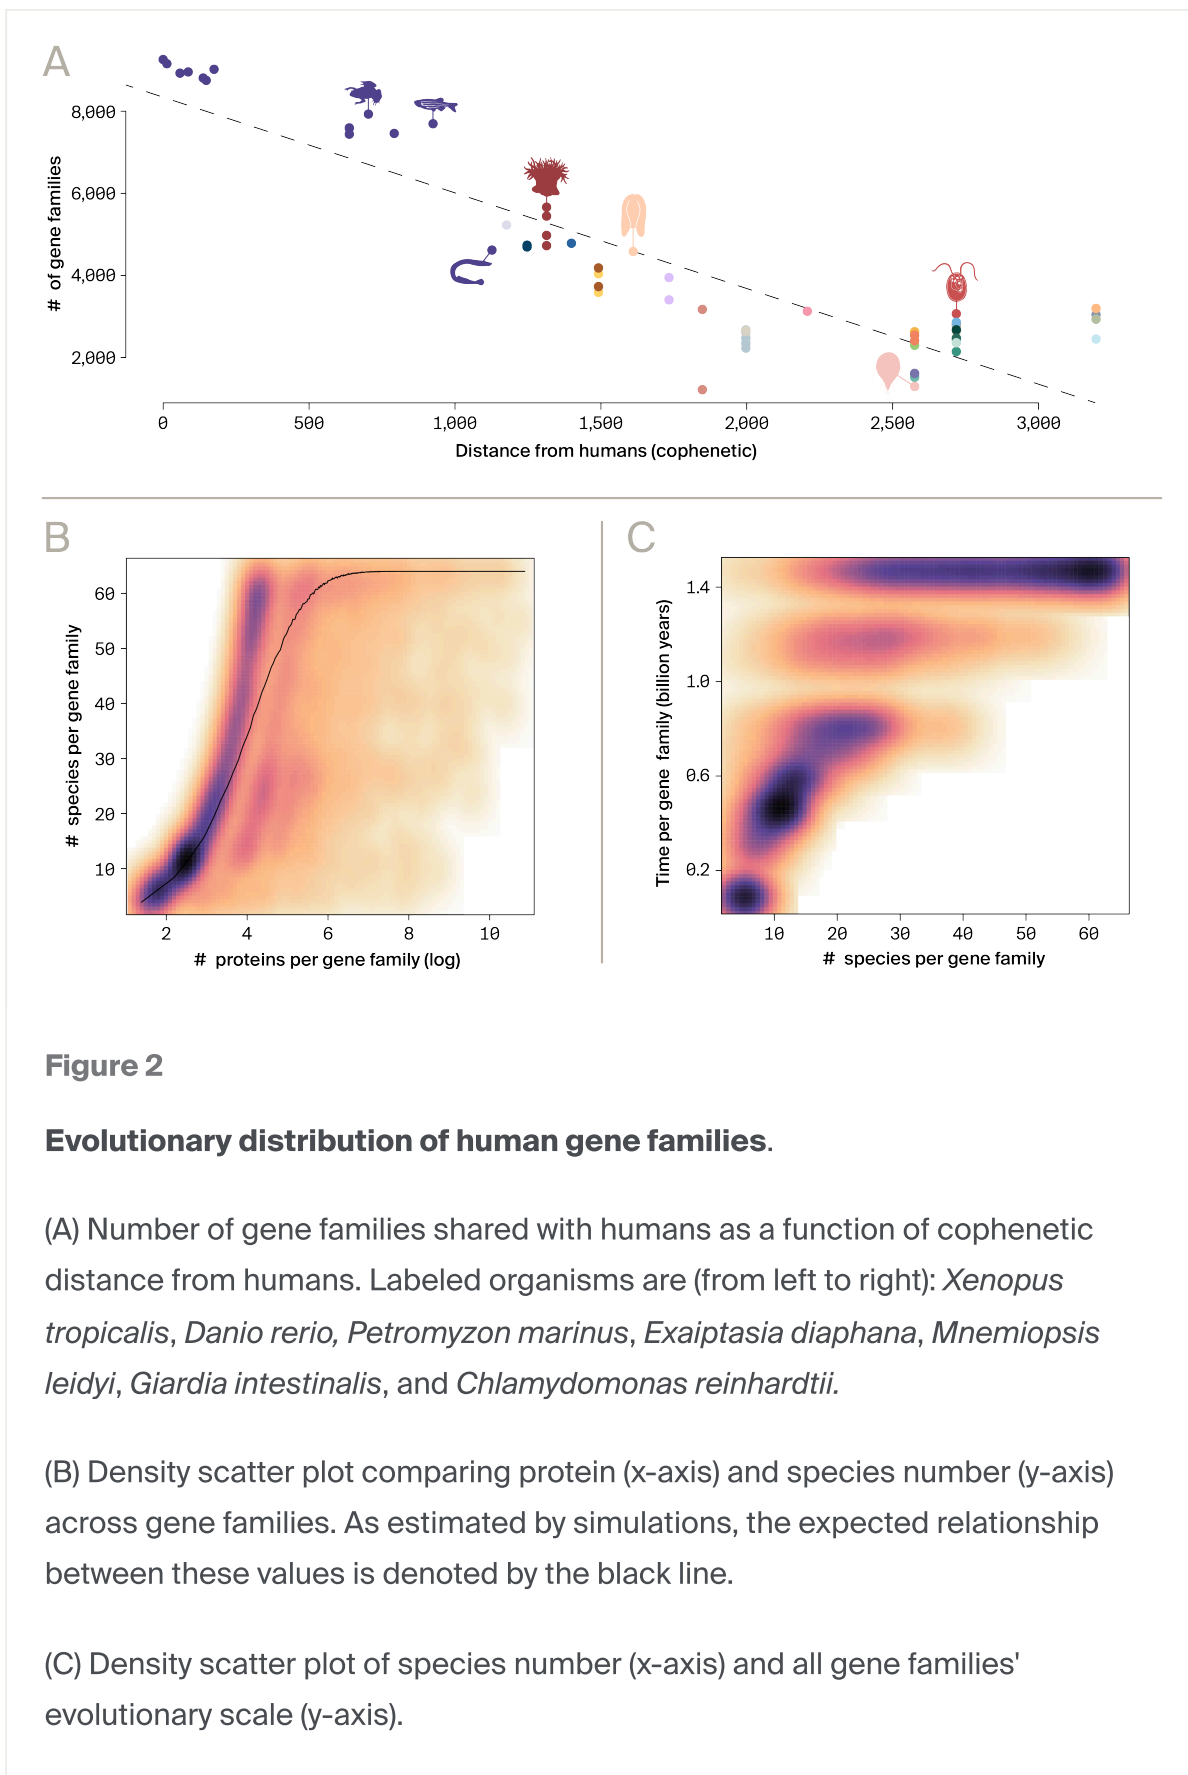 A
# of gene families
8,000
6,000
4,000
2,000
0 500 1,000 1,500 2,000 2,500 3,000
Distance from humans (cophenetic)
B
# species per gene family
60
50
40
30
20
10
2 4 6 8 10
# proteins per gene family (log)
C
Time per gene family (billion years)
1.4
1.0
0.6
0.2
10 20 30 40 50 60
# species per gene family
Figure 2
Evolutionary distribution of human gene families.
(A) Number of gene families shared with humans as a function of cophenetic
distance from humans. Labeled organisms are (from left to right): Xenopus
tropicalis, Danio rerio, Petromyzon marinus, Exaiptasia diaphana, Mnemiopsis
leidyi, Giardia intestinalis, and Chlamydomonas reinhardtii.
(B) Density scatter plot comparing protein (x-axis) and species number (y-axis)
across gene families. As estimated by simulations, the expected relationship
between these values is denoted by the black line.
(C) Density scatter plot of species number (x-axis) and all gene families'
evolutionary scale (y-axis).